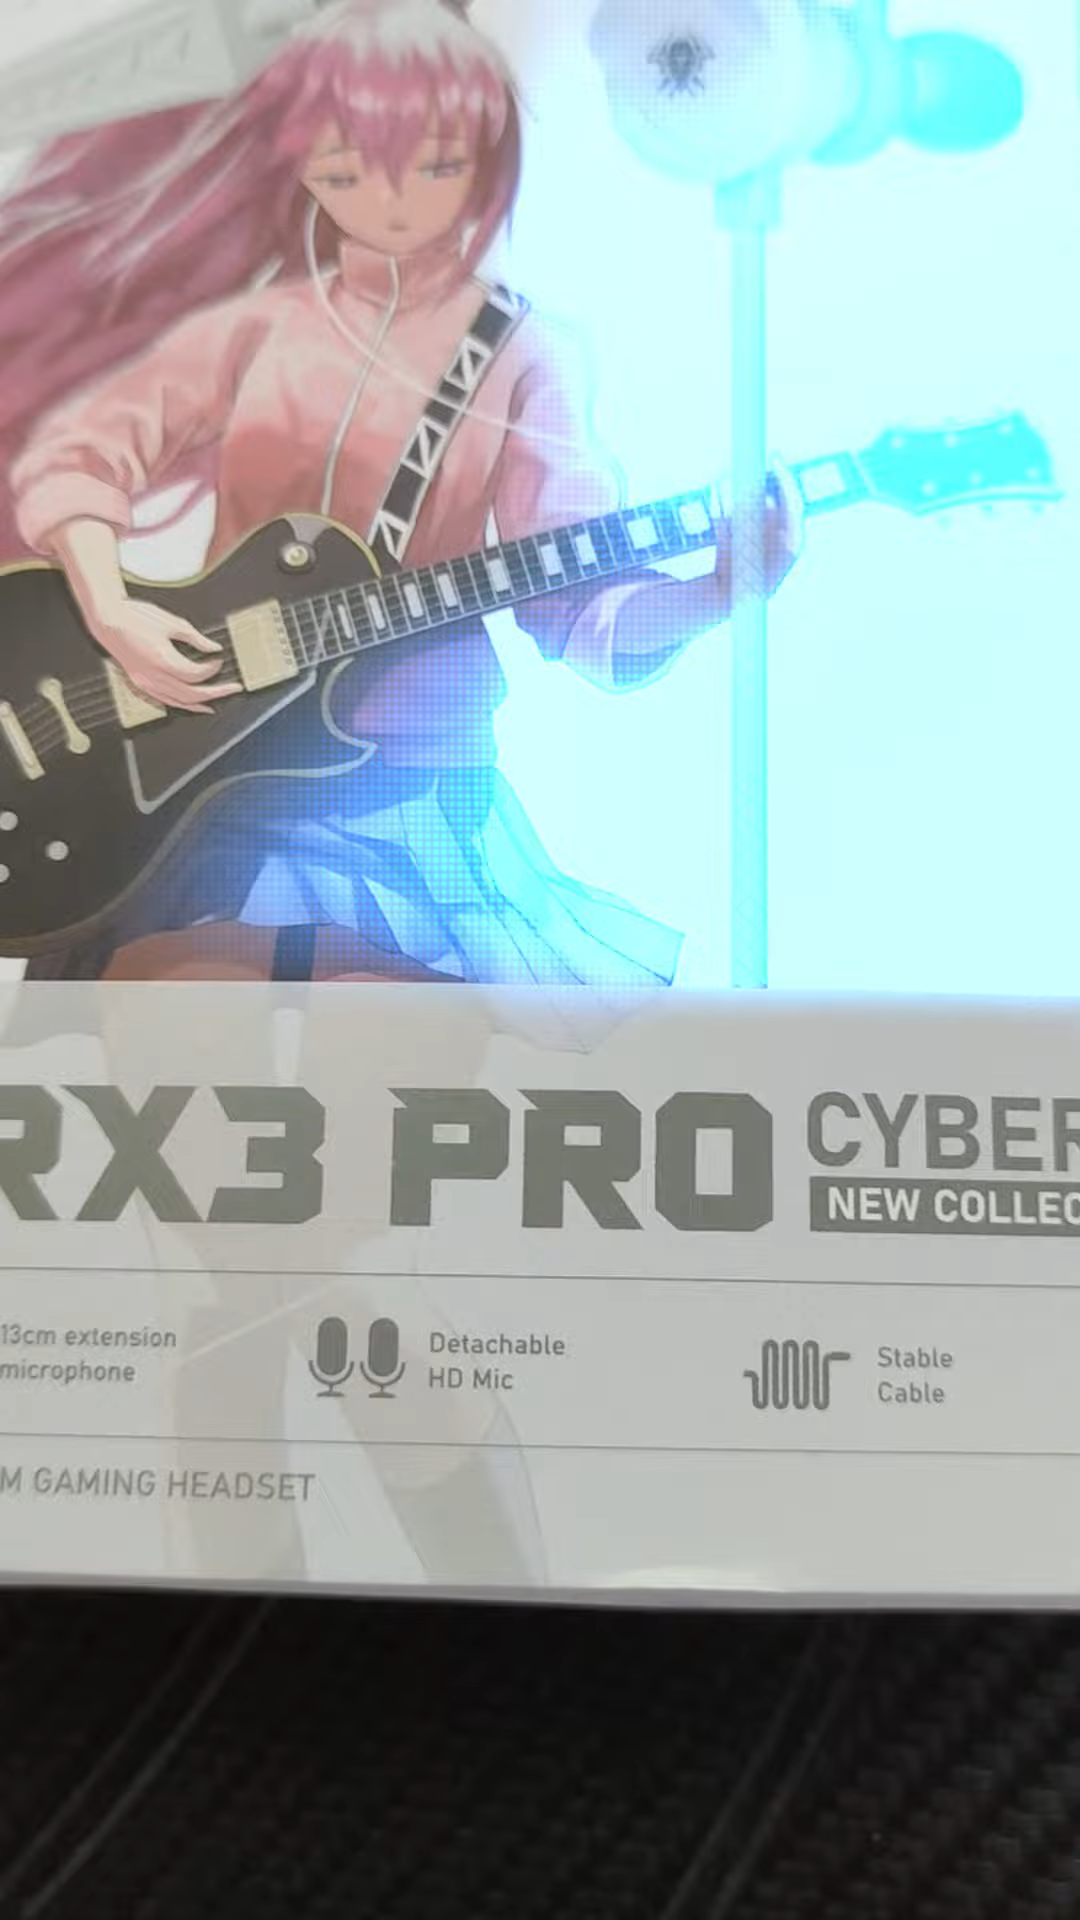 RX3 PRO
CYBER
NEW COLLEC
13cm extension
microphone
Detachable
HD Mic
Stable
Cable
M GAMING HEADSET